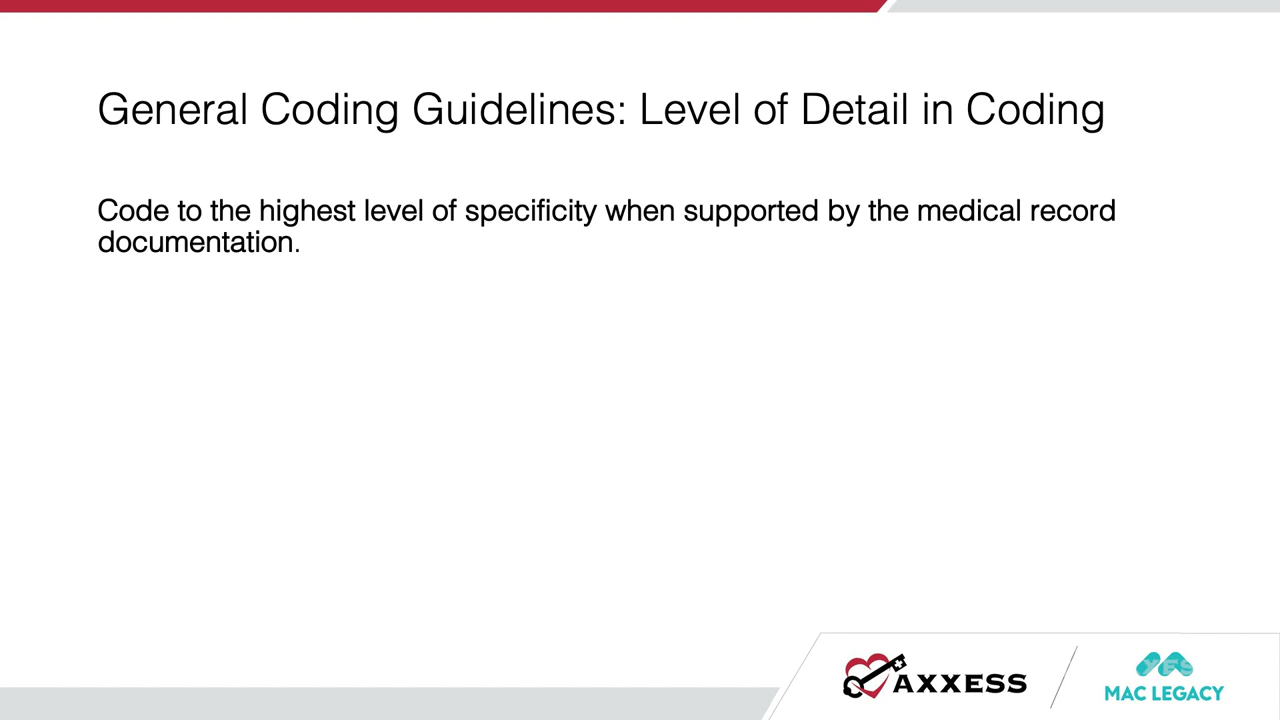 General Coding Guidelines: Level of Detail in Coding
Code to the highest level of specificity when supported by the medical record
documentation.
AXXESS
MAC LEGACY